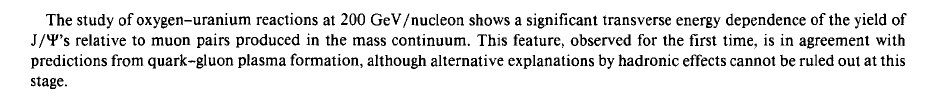 The study of oxygen–uranium reactions at 200 GeV/nucleon shows a significant transverse energy dependence of the yield of
J/Ψ's relative to muon pairs produced in the mass continuum. This feature, observed for the first time, is in agreement with
predictions from quark–gluon plasma formation, although alternative explanations by hadronic effects cannot be ruled out at this
stage.